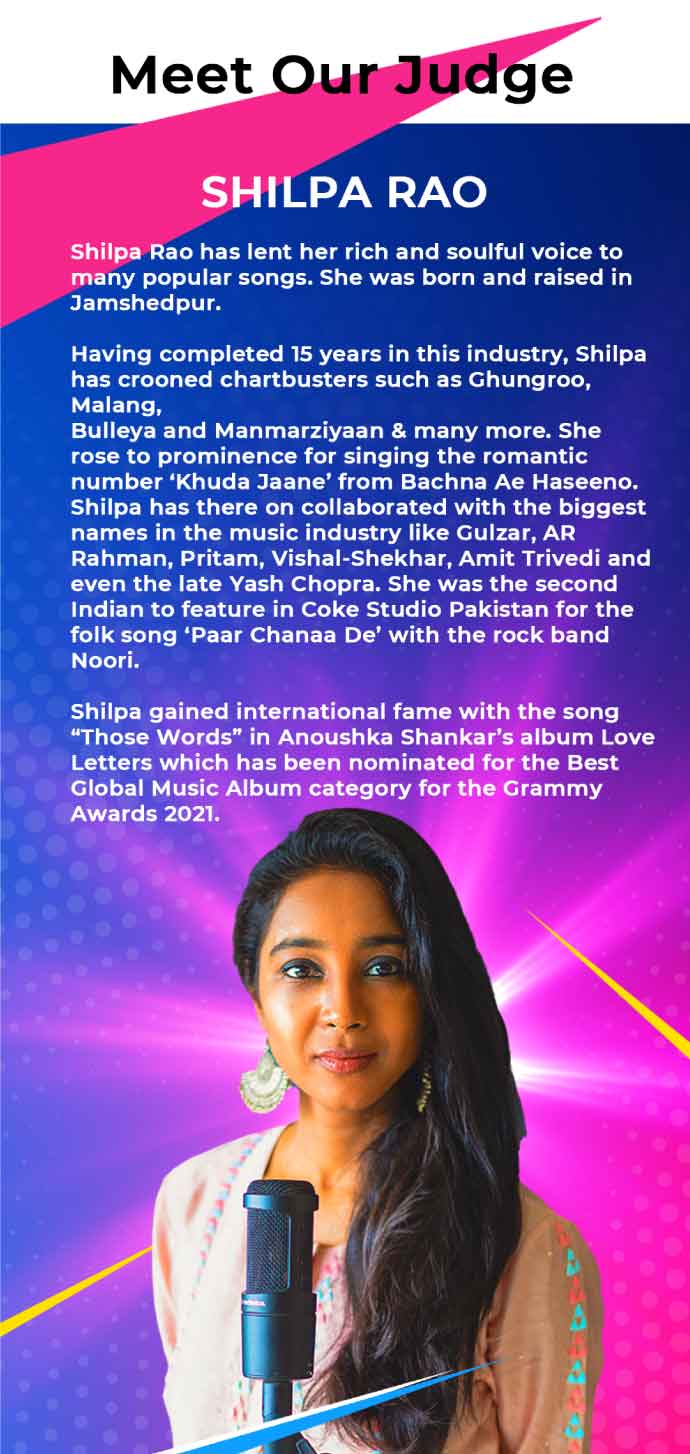 Meet Our Judge
SHILPA RAO
Shilpa Rao has lent her rich and soulful voice to
many popular songs. She was born and raised in
Jamshedpur.
Having completed 15 years in this industry, Shilpa
has crooned chartbusters such as Ghungroo,
Malang,
Bulleya and Manmarziyaan & many more. She
rose to prominence for singing the romantic
number ‘Khuda Jaane’ from Bachna Ae Haseeno.
Shilpa has there on collaborated with the biggest
names in the music industry like Gulzar, AR
Rahman, Pritam, Vishal-Shekhar, Amit Trivedi and
even the late Yash Chopra. She was the second
Indian to feature in Coke Studio Pakistan for the
folk song ‘Paar Chanaa De’ with the rock band
Noori.
Shilpa gained international fame with the song
“Those Words” in Anoushka Shankar’s album Love
Letters which has been nominated for the Best
Global Music Album category for the Grammy
Awards 2021.